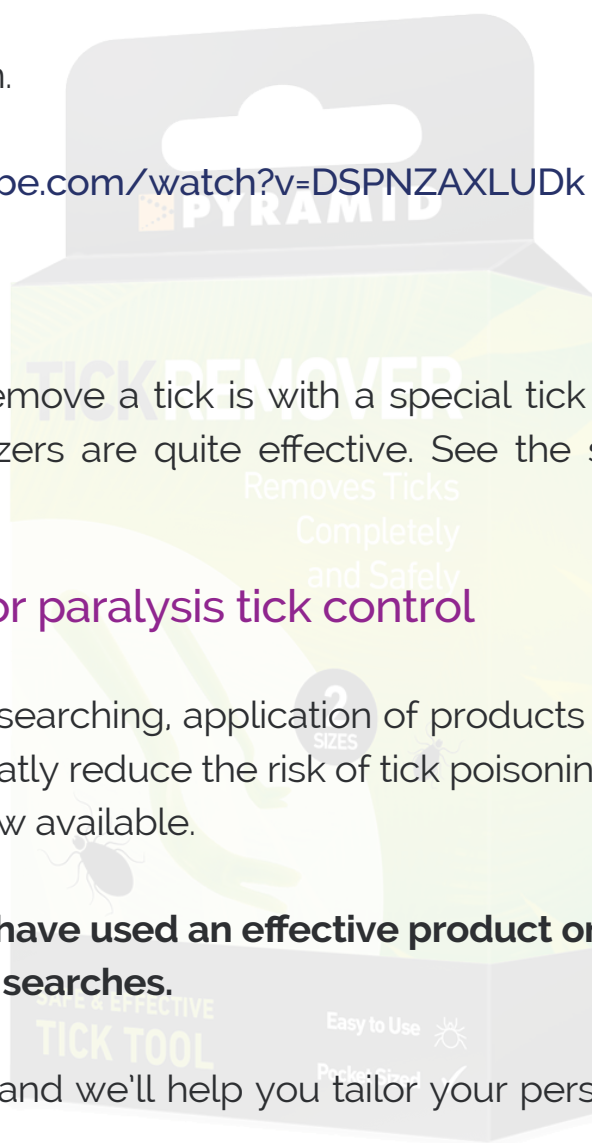 n.
be.com/watch?v=DSPNZAXLUDk
PYRAMID
TICK REMOVER
emove a tick is with a special tick
zers are quite effective. See the s
Removes Ticks
Completely
and Safely
or paralysis tick control
searching, application of products
2
SIZES
atly reduce the risk of tick poisonin
w available.
have used an effective product or
searches.
SAFE & EFFECTIVE
TICK TOOL
Easy to Use
Pocket Sized
and we'll help you tailor your pers